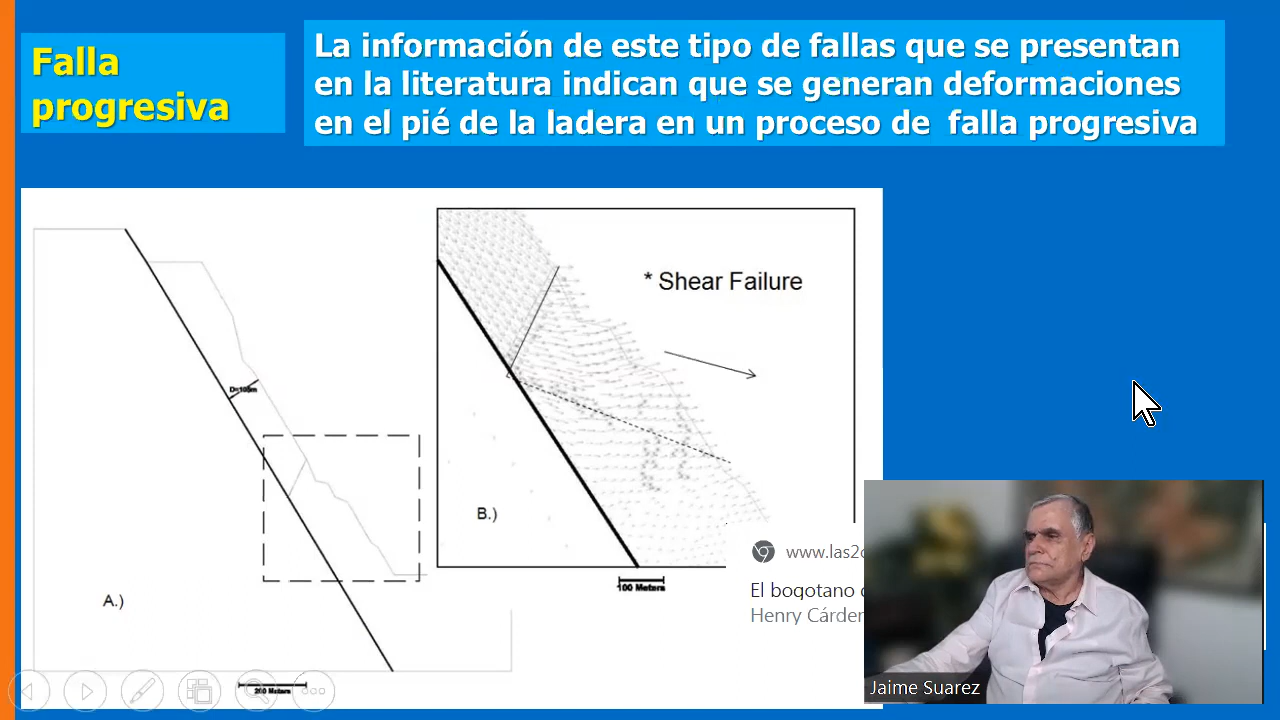 Falla
progresiva
La información de este tipo de fallas que se presentan
en la literatura indican que se generan deformaciones
en el pié de la ladera en un proceso de falla progresiva
* Shear Failure
B.)
100 Meters
A.)
200 Meters
www.las2o
El bogotano
Henry Cárden
Jaime Suarez